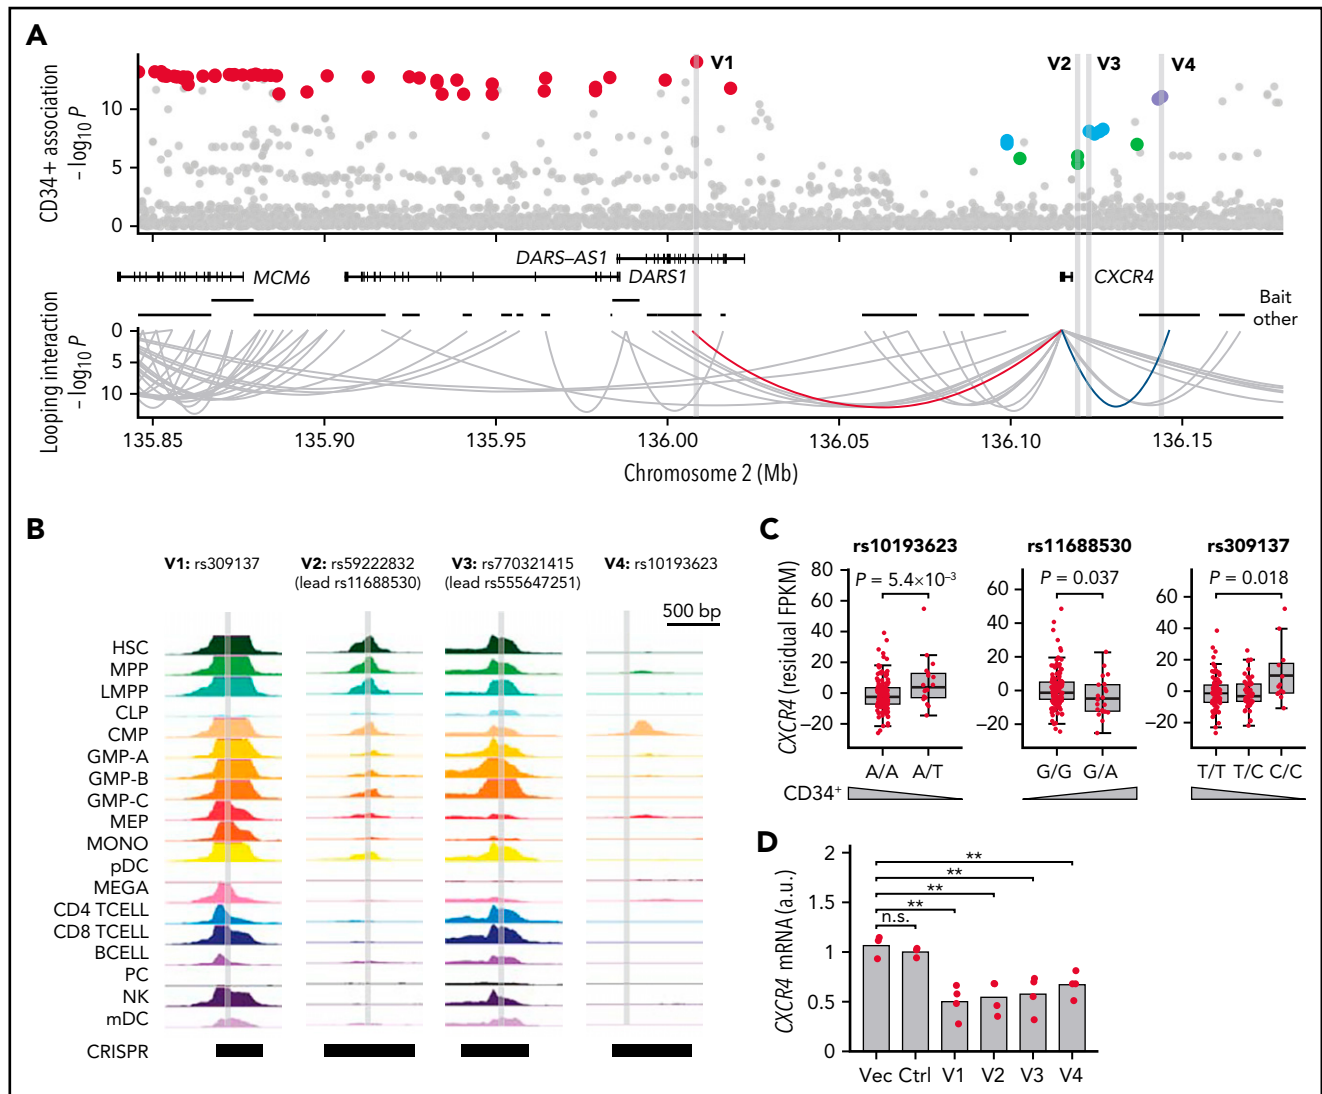 A
V1
V2
V3
V4
CD34+ association
– log10 P
10
5
0
DARS–AS1
MCM6
DARS1
CXCR4
Bait
other
Looping interaction
– log10 P
0
5
10
135.85
135.90
135.95
136.00
136.05
136.10
136.15
Chromosome 2 (Mb)
B
V1: rs309137
V2: rs59222832
(lead rs11688530)
V3: rs770321415
(lead rs555647251)
V4: rs10193623
500 bp
HSC
MPP
LMPP
CLP
CMP
GMP-A
GMP-B
GMP-C
MEP
MONO
pDC
MEGA
CD4 TCELL
CD8 TCELL
BCELL
PC
NK
mDC
CRISPR
C
CXCR4 (residual FPKM)
rs10193623
P = 5.4×10–3
80
60
40
20
0
–20
A/A A/T
rs11688530
P = 0.037
60
40
20
0
–20
G/G G/A
rs309137
P = 0.018
60
40
20
0
–20
T/T T/C C/C
CD34+
D
CXCR4 mRNA (a.u.)
2
1.5
1
0.5
0
**
**
**
**
n.s.
Vec Ctrl V1 V2 V3 V4